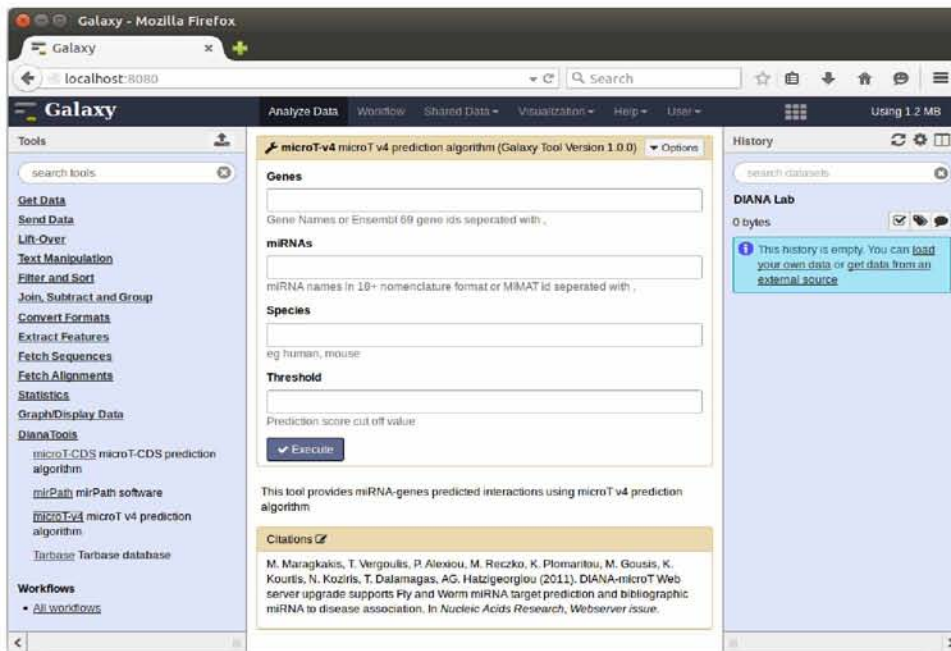 Galaxy - Mozilla Firefox
Galaxy
localhost:8080
Search
Galaxy
Analyze Data Workflow Shared Data Visualization Help User
Using 1.2 MB
Tools
search tools
Get Data
Send Data
Lift-Over
Text Manipulation
Filter and Sort
Join, Subtract and Group
Convert Formats
Extract Features
Fetch Sequences
Fetch Alignments
Statistics
Graph/Display Data
DianaTools
microT-CDS microT-CDS prediction
algorithm
mirPath mirPath software
microT-v4 microT v4 prediction
algorithm
Tarbase Tarbase database
Workflows
• All workflows
microT-v4 microT v4 prediction algorithm (Galaxy Tool Version 1.0.0)
Options
Genes
Gene Names or Ensembl 69 gene ids seperated with ,
miRNAs
miRNA names in 18+ nomenclature format or MIMAT id seperated with ,
Species
eg human, mouse
Threshold
Prediction score cut off value
Execute
This tool provides miRNA-genes predicted interactions using microT v4 prediction
algorithm
Citations
M. Maragkakis, T. Vergoulis, P. Alexiou, M. Reczko, K. Plomaritou, M. Gousis, K.
Kourtis, N. Koziris, T. Dalamagas, AG. Hatzigeorgiou (2011). DIANA-microT Web
server upgrade supports Fly and Worm miRNA target prediction and bibliographic
miRNA to disease association. In Nucleic Acids Research, Webserver issue.
History
search datasets
DIANA Lab
0 bytes
This history is empty. You can load
your own data or get data from an
external source